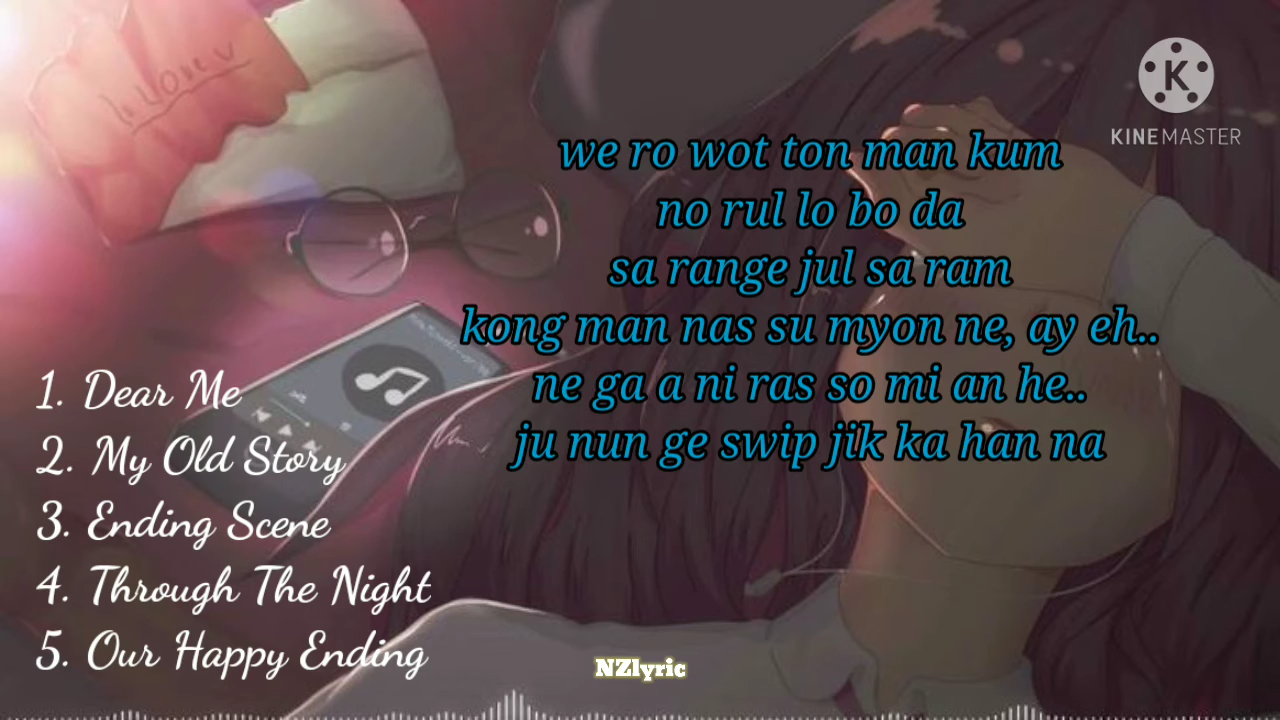 KINEMASTER
we ro wot ton man kum
no rul lo bo da
sa range jul sa ram
kong man nas su myon ne, ay eh..
ne ga a ni ras so mi an he..
ju nun ge swip jik ka han na
1. Dear Me
2. My Old Story
3. Ending Scene
4. Through The Night
5. Our Happy Ending
NZlyric